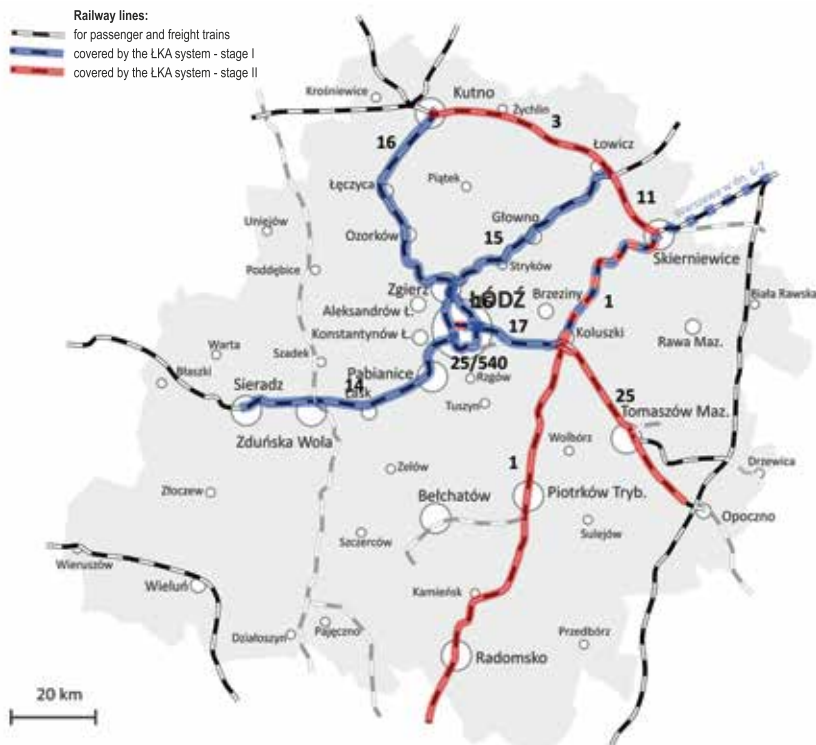 Railway lines:
for passenger and freight trains
covered by the ŁKA system - stage I
covered by the ŁKA system - stage II
Krośniewice
Kutno
Żychlin
3
16
Łowicz
Łęczyca
Piątek
11
Warszawa w dn. 6-7
Uniejów
Głowno
Ozorków
15
Skierniewice
Stryków
Poddębice
Zgierz
ŁÓDŹ
Brzeziny
1
Biała Rawska
Aleksandrów Ł.
Konstantynów Ł.
17
Koluszki
Rawa Maz.
Warta
Szadek
25/540
Błaszki
Pabianice
Rzgów
Sieradz
14
Łask
Tuszyn
25
Tomaszów Maz.
Zduńska Wola
Wolbórz
Zelów
1
Drzewica
Złoczew
Bełchatów
Piotrków Tryb.
Opoczno
Szczerców
Sulejów
Wieruszów
Wieluń
Kamieńsk
Działoszyn
Pajęczno
Przedbórz
Radomsko
20 km